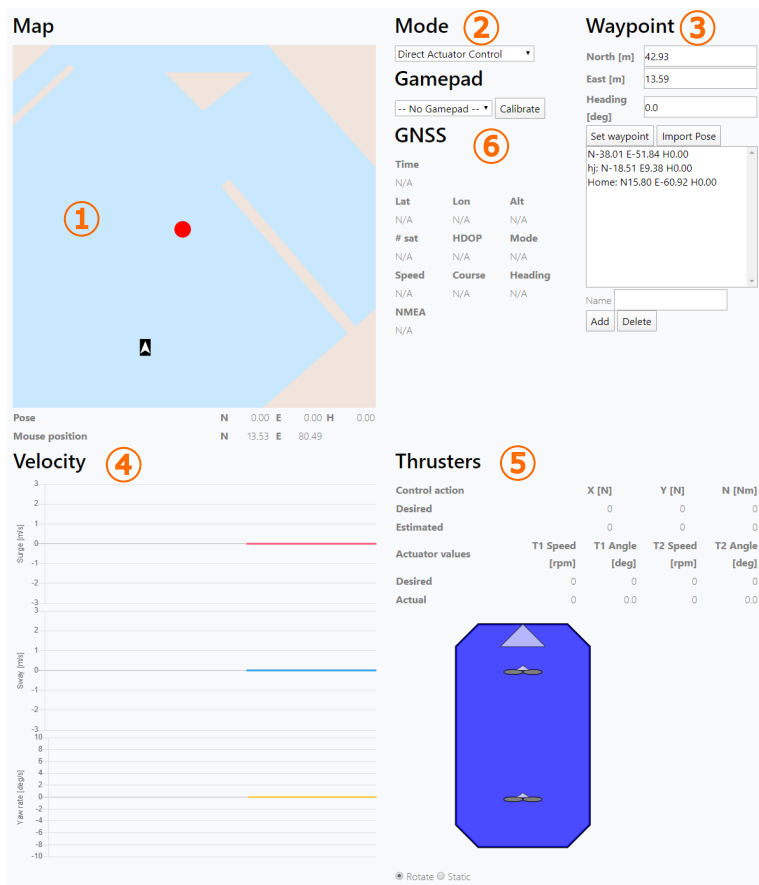 Map
①
Pose N 0.00 E 0.00 H 0.00
Mouse position N 13.53 E 80.49
Mode ②
Direct Actuator Control
Gamepad
-- No Gamepad -- Calibrate
GNSS ⑥
Time
N/A
Lat Lon Alt
N/A N/A N/A
# sat HDOP Mode
N/A N/A N/A
Speed Course Heading
N/A N/A N/A
NMEA
N/A
Waypoint ③
North [m] 42.93
East [m] 13.59
Heading
[deg] 0.0
Set waypoint Import Pose
N-38.01 E-51.84 H0.00
hj: N-18.51 E9.38 H0.00
Home: N15.80 E-60.92 H0.00
Name
Add Delete
Velocity ④
Surge [m/s]
3
2
1
0
-1
-2
-3
Sway [m/s]
3
2
1
0
-1
-2
-3
Yaw rate [deg/s]
10
8
6
4
2
0
-2
-4
-6
-8
-10
Thrusters ⑤
Control action X [N] Y [N] N [Nm]
Desired 0 0 0
Estimated 0 0 0
Actuator values T1 Speed [rpm] T1 Angle [deg] T2 Speed [rpm] T2 Angle [deg]
Desired 0 0 0 0
Actual 0 0.0 0 0.0
Rotate Static